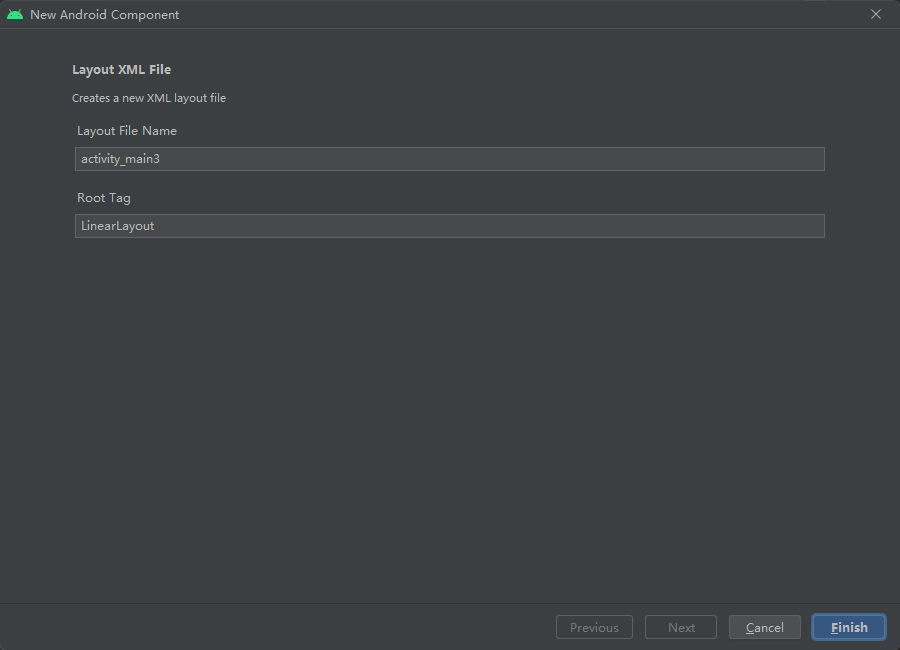 New Android Component
Layout XML File
Creates a new XML layout file
Layout File Name
activity_main3
Root Tag
LinearLayout
Previous Next Cancel Finish